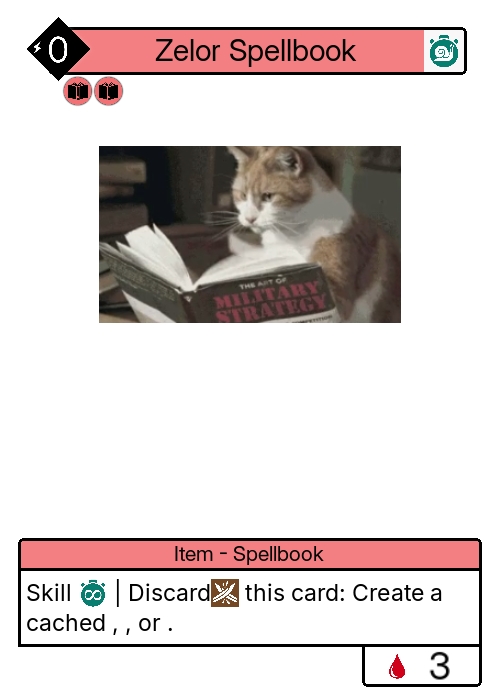 0
Zelor Spellbook
THE ART OF
MILITARY
STRATEGY
Item - Spellbook
Skill | Discard this card: Create a
cached , , or .
3